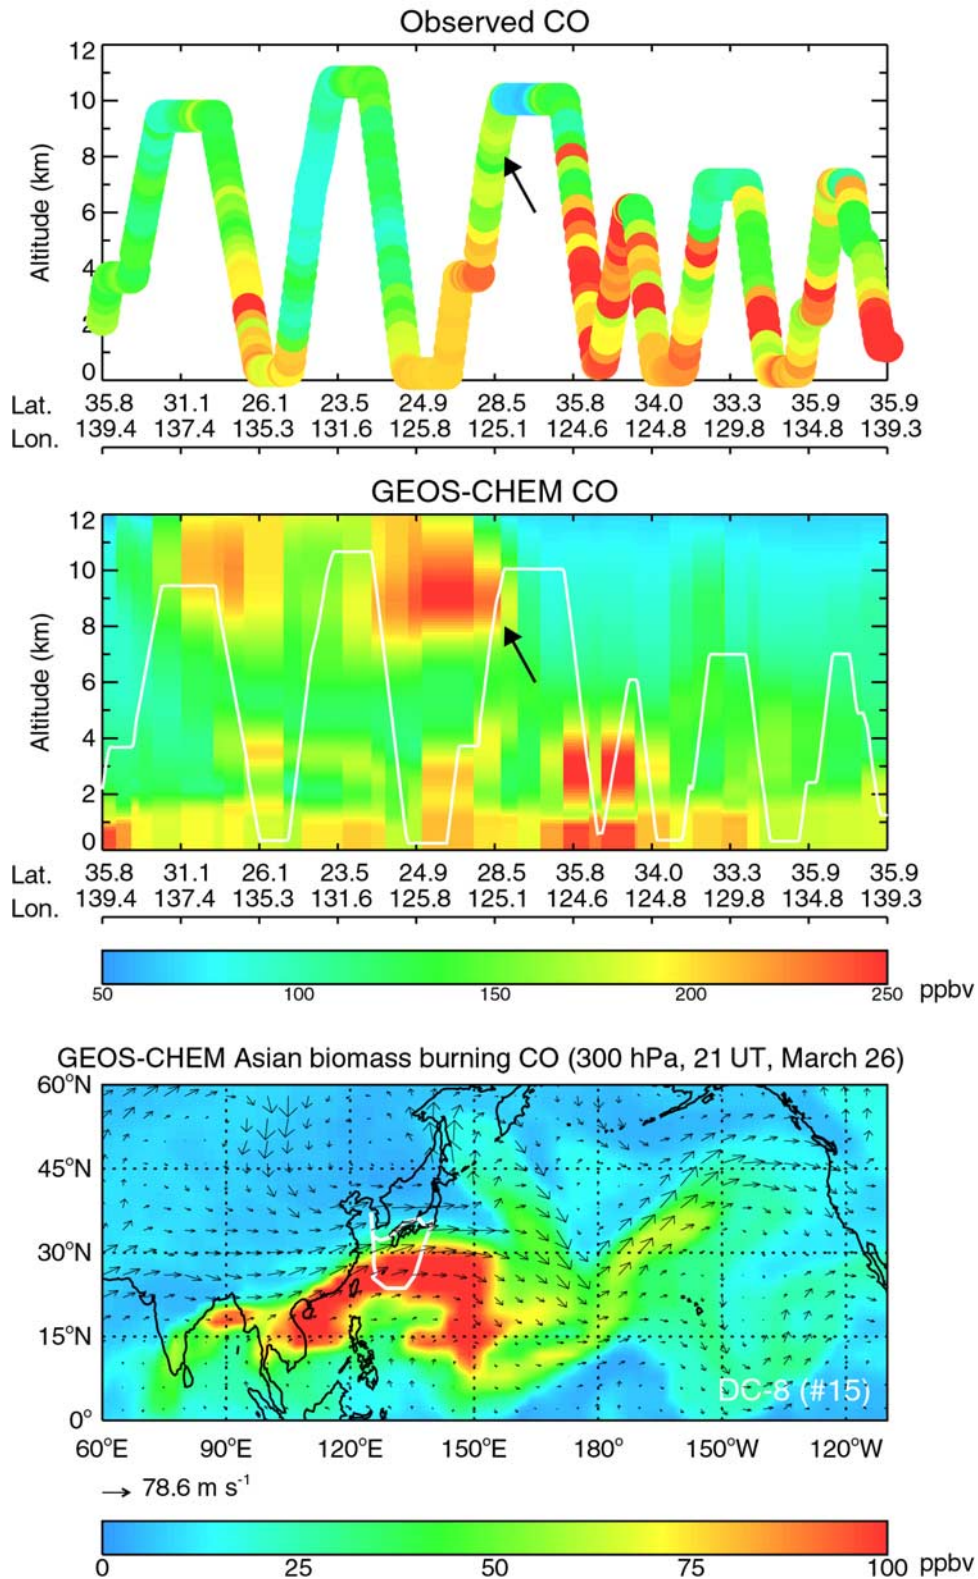 Observed CO
12
10
8
6
4
2
0
Altitude (km)
Lat. 35.8 31.1 26.1 23.5 24.9 28.5 35.8 34.0 33.3 35.9 35.9
Lon. 139.4 137.4 135.3 131.6 125.8 125.1 124.6 124.8 129.8 134.8 139.3
GEOS-CHEM CO
12
10
8
6
4
2
0
Altitude (km)
Lat. 35.8 31.1 26.1 23.5 24.9 28.5 35.8 34.0 33.3 35.9 35.9
Lon. 139.4 137.4 135.3 131.6 125.8 125.1 124.6 124.8 129.8 134.8 139.3
50 100 150 200 250 ppbv
GEOS-CHEM Asian biomass burning CO (300 hPa, 21 UT, March 26)
60°N
45°N
30°N
15°N
0°
DC-8 (#15)
60°E 90°E 120°E 150°E 180° 150°W 120°W
78.6 m s⁻¹
0 25 50 75 100 ppbv